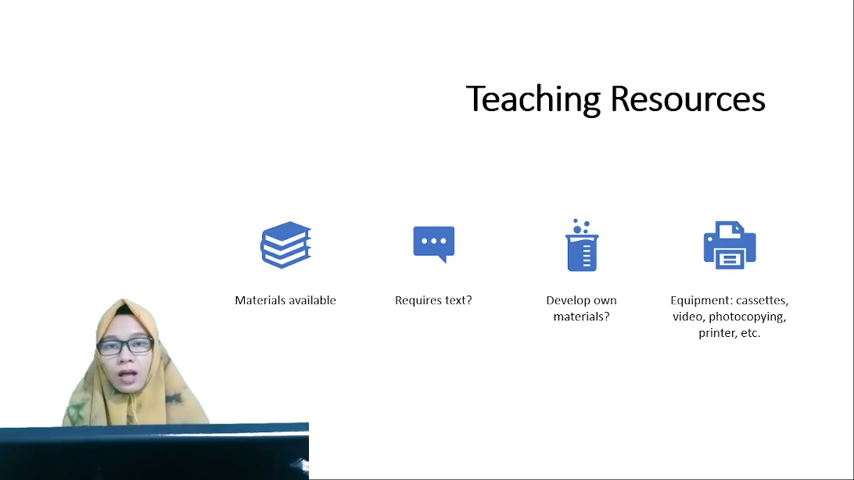 Teaching Resources
Materials available
Requires text?
Develop own
materials?
Equipment: cassettes,
video, photocopying,
printer, etc.